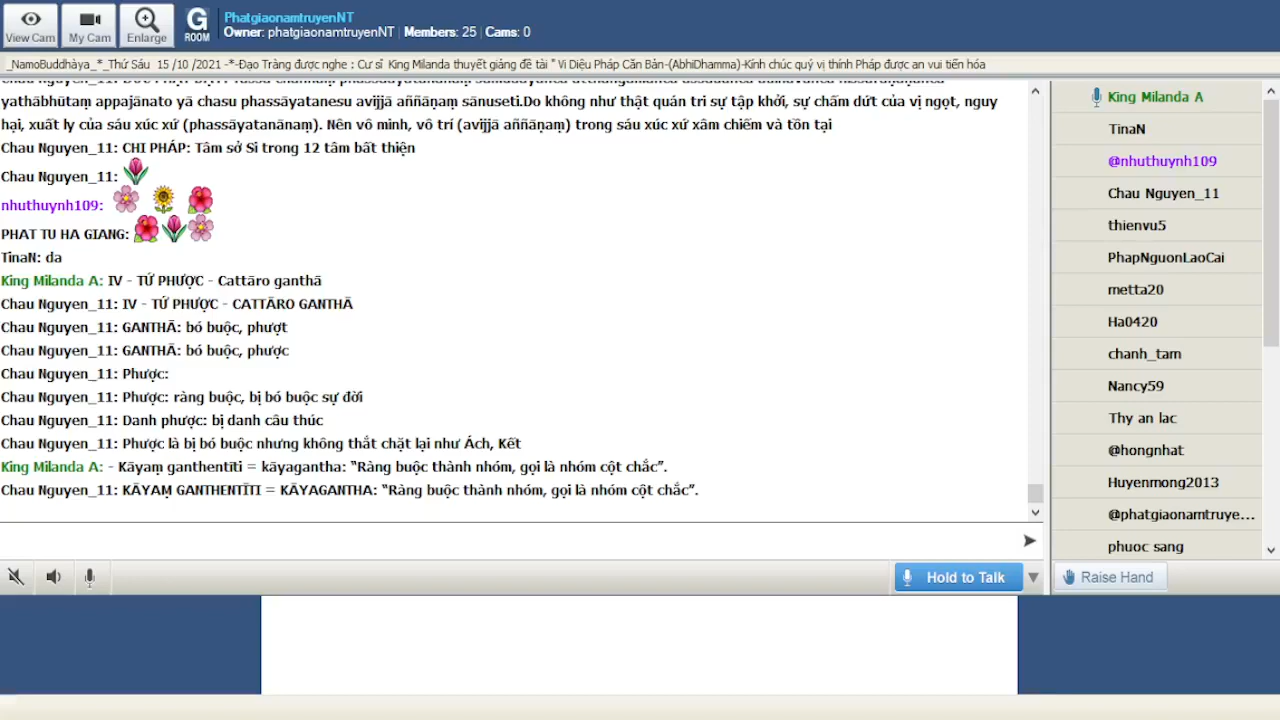 View Cam
My Cam
Enlarge
G
ROOM
PhatgiaonamtruyenNT
Owner: phatgiaonamtruyenNT | Members: 25 | Cams: 0
_NamoBuddhàya_*_Thứ Sáu 15 /10 /2021 -*-Đạo Tràng được nghe : Cư sĩ King Milanda thuyết giảng đề tài " Vi Diệu Pháp Căn Bản-(AbhiDhamma)-Kính chúc quý vị thính Pháp được an vui tiến hóa
yathābhūtaṃ appajānato yā chasu phassāyatanesu avijjā aññāṇaṃ sānuseti.Do không như thật quán tri sự tập khởi, sự chấm dứt của vị ngọt, nguy
hại, xuất ly của sáu xúc xứ (phassāyatanānaṃ). Nên vô minh, vô trí (avijjā aññāṇaṃ) trong sáu xúc xứ xâm chiếm và tồn tại
Chau Nguyen_11: CHI PHÁP: Tâm sở Si trong 12 tâm bất thiện
Chau Nguyen_11:
nhuthuynh109:
PHAT TU HA GIANG:
TinaN: da
King Milanda A: IV - TỨ PHƯỢC - Cattāro ganthā
Chau Nguyen_11: IV - TỨ PHƯỢC - CATTĀRO GANTHĀ
Chau Nguyen_11: GANTHĀ: bó buộc, phượt
Chau Nguyen_11: GANTHĀ: bó buộc, phược
Chau Nguyen_11: Phược:
Chau Nguyen_11: Phược: ràng buộc, bị bó buộc sự đời
Chau Nguyen_11: Danh phược: bị danh câu thúc
Chau Nguyen_11: Phược là bị bó buộc nhưng không thắt chặt lại như Ách, Kết
King Milanda A: - Kāyaṃ ganthentīti = kāyagantha: “Ràng buộc thành nhóm, gọi là nhóm cột chắc”.
Chau Nguyen_11: KĀYAṂ GANTHENTĪTI = KĀYAGANTHA: “Ràng buộc thành nhóm, gọi là nhóm cột chắc”.
King Milanda A
TinaN
@nhuthuynh109
Chau Nguyen_11
thienvu5
PhapNguonLaoCai
metta20
Ha0420
chanh_tam
Nancy59
Thy an lac
@hongnhat
Huyenmong2013
@phatgiaonamtruye...
phuoc sang
Hold to Talk
Raise Hand